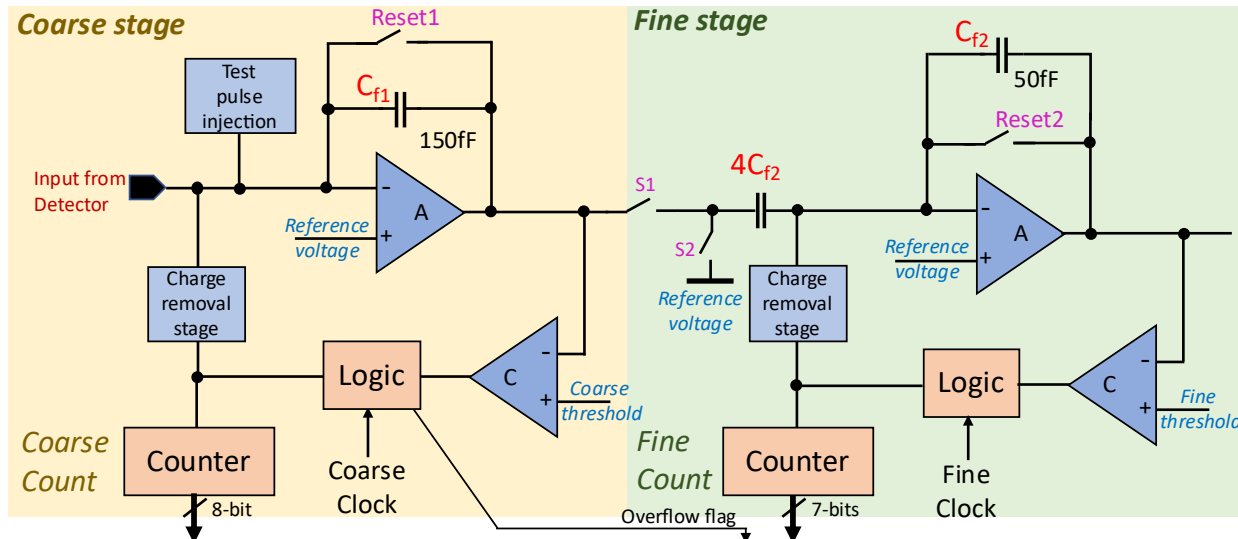 Coarse stage
Fine stage
Reset1
Test
pulse
injection
Cf1
150fF
Input from
Detector
-
A
+
Reference
voltage
Charge
removal
stage
Logic
-
C
+
Coarse
threshold
Coarse
Count
Counter
8-bit
Coarse
Clock
Overflow flag
S1
S2
Reference
voltage
4Cf2
Cf2
50fF
Reset2
-
A
+
Reference
voltage
Charge
removal
stage
Logic
-
C
+
Fine
threshold
Fine
Count
Counter
7-bits
Fine
Clock